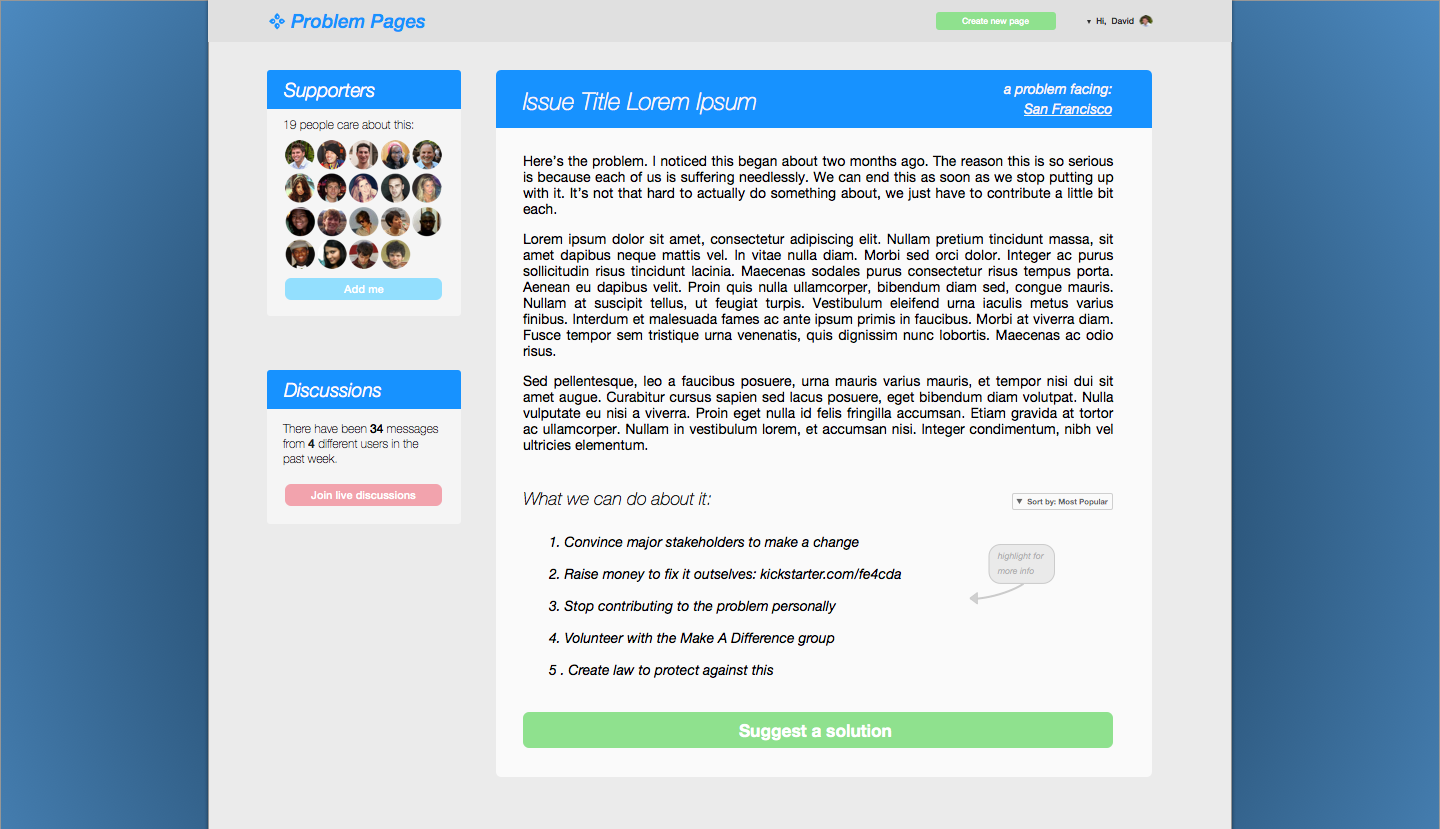 Problem Pages
Create new page
▼ Hi, David
Supporters
19 people care about this:
Add me
Discussions
There have been 34 messages
from 4 different users in the
past week.
Join live discussions
Issue Title Lorem Ipsum
a problem facing:
San Francisco
Here’s the problem. I noticed this began about two months ago. The reason this is so serious
is because each of us is suffering needlessly. We can end this as soon as we stop putting up
with it. It’s not that hard to actually do something about, we just have to contribute a little bit
each.
Lorem ipsum dolor sit amet, consectetur adipiscing elit. Nullam pretium tincidunt massa, sit
amet dapibus neque mattis vel. In vitae nulla diam. Morbi sed orci dolor. Integer ac purus
sollicitudin risus tincidunt lacinia. Maecenas sodales purus consectetur risus tempus porta.
Aenean eu dapibus velit. Proin quis nulla ullamcorper, bibendum diam sed, congue mauris.
Nullam at suscipit tellus, ut feugiat turpis. Vestibulum eleifend urna iaculis metus varius
finibus. Interdum et malesuada fames ac ante ipsum primis in faucibus. Morbi at viverra diam.
Fusce tempor sem tristique urna venenatis, quis dignissim nunc lobortis. Maecenas ac odio
risus.
Sed pellentesque, leo a faucibus posuere, urna mauris varius mauris, et tempor nisi dui sit
amet augue. Curabitur cursus sapien sed lacus posuere, eget bibendum diam volutpat. Nulla
vulputate eu nisi a viverra. Proin eget nulla id felis fringilla accumsan. Etiam gravida at tortor
ac ullamcorper. Nullam in vestibulum lorem, et accumsan nisi. Integer condimentum, nibh vel
ultricies elementum.
What we can do about it:
▼ Sort by: Most Popular
1. Convince major stakeholders to make a change
2. Raise money to fix it outselves: kickstarter.com/fe4cda
3. Stop contributing to the problem personally
4. Volunteer with the Make A Difference group
5 . Create law to protect against this
highlight for
more info
Suggest a solution